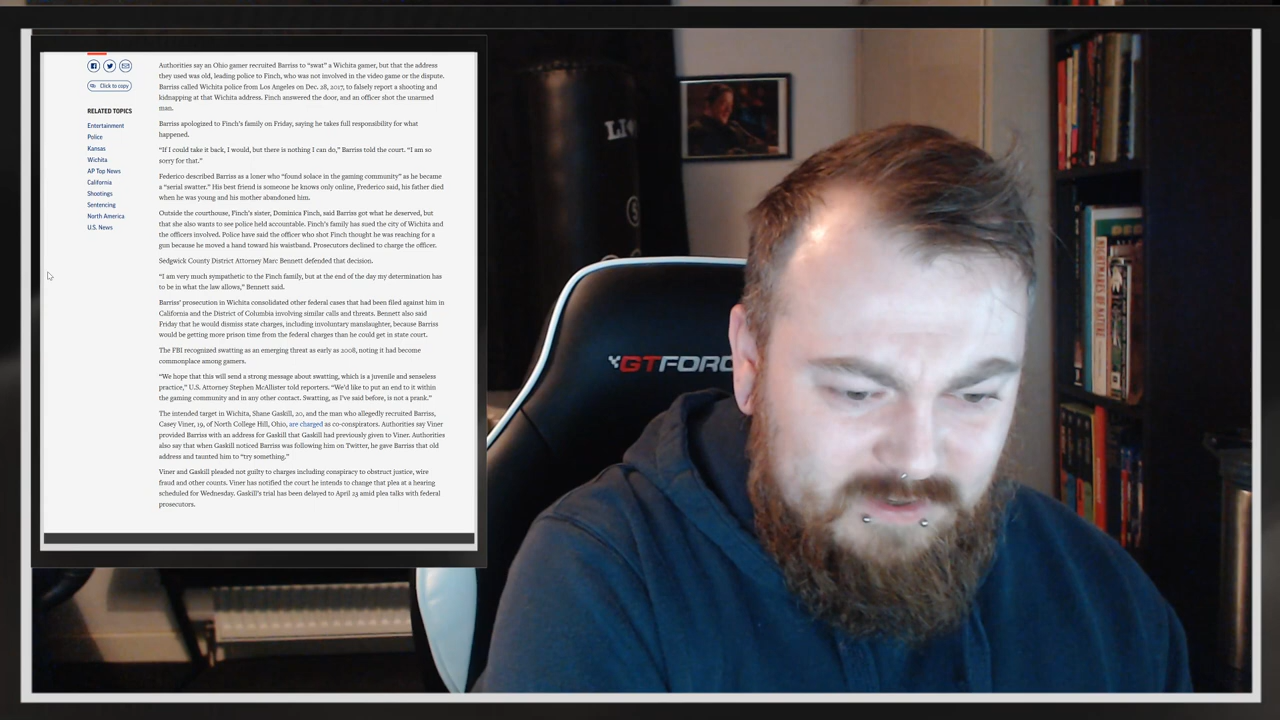 Authorities say an Ohio gamer recruited Barriss to “swat” a Wichita gamer, but that the address
they used was old, leading police to Finch, who was not involved in the video game or the dispute.
Barriss called Wichita police from Los Angeles on Dec. 28, 2017, to falsely report a shooting and
kidnapping at that Wichita address. Finch answered the door, and an officer shot the unarmed
man.
Barriss apologized to Finch's family on Friday, saying he takes full responsibility for what
happened.
“If I could take it back, I would, but there is nothing I can do,” Barriss told the court. “I am so
sorry for that.”
Federico described Barriss as a loner who “found solace in the gaming community” as he became
a “serial swatter.” His best friend is someone he knows only online, Frederico said, his father died
when he was young and his mother abandoned him.
Outside the courthouse, Finch's sister, Dominica Finch, said Barriss got what he deserved, but
that she also wants to see police held accountable. Finch's family has sued the city of Wichita and
the officers involved. Police have said the officer who shot Finch thought he was reaching for a
gun because he moved a hand toward his waistband. Prosecutors declined to charge the officer.
Sedgwick County District Attorney Marc Bennett defended that decision.
“I am very much sympathetic to the Finch family, but at the end of the day my determination has
to be in what the law allows,” Bennett said.
Barriss' prosecution in Wichita consolidated other federal cases that had been filed against him in
California and the District of Columbia involving similar calls and threats. Bennett also said
Friday that he would dismiss state charges, including involuntary manslaughter, because Barriss
would be getting more prison time from the federal charges than he could get in state court.
The FBI recognized swatting as an emerging threat as early as 2008, noting it had become
commonplace among gamers.
“We hope that this will send a strong message about swatting, which is a juvenile and senseless
practice,” U.S. Attorney Stephen McAllister told reporters. “We'd like to put an end to it within
the gaming community and in any other contact. Swatting, as I've said before, is not a prank.”
The intended target in Wichita, Shane Gaskill, 20, and the man who allegedly recruited Barriss,
Casey Viner, 19, of North College Hill, Ohio, are charged as co-conspirators. Authorities say Viner
provided Barriss with an address for Gaskill that Gaskill had previously given to Viner. Authorities
also say that when Gaskill noticed Barriss was following him on Twitter, he gave Barriss that old
address and taunted him to “try something.”
Viner and Gaskill pleaded not guilty to charges including conspiracy to obstruct justice, wire
fraud and other counts. Viner has notified the court he intends to change that plea at a hearing
scheduled for Wednesday. Gaskill's trial has been delayed to April 23 amid plea talks with federal
prosecutors.
Click to copy
RELATED TOPICS
Entertainment
Police
Kansas
Wichita
AP Top News
California
Shootings
Sentencing
North America
U.S. News